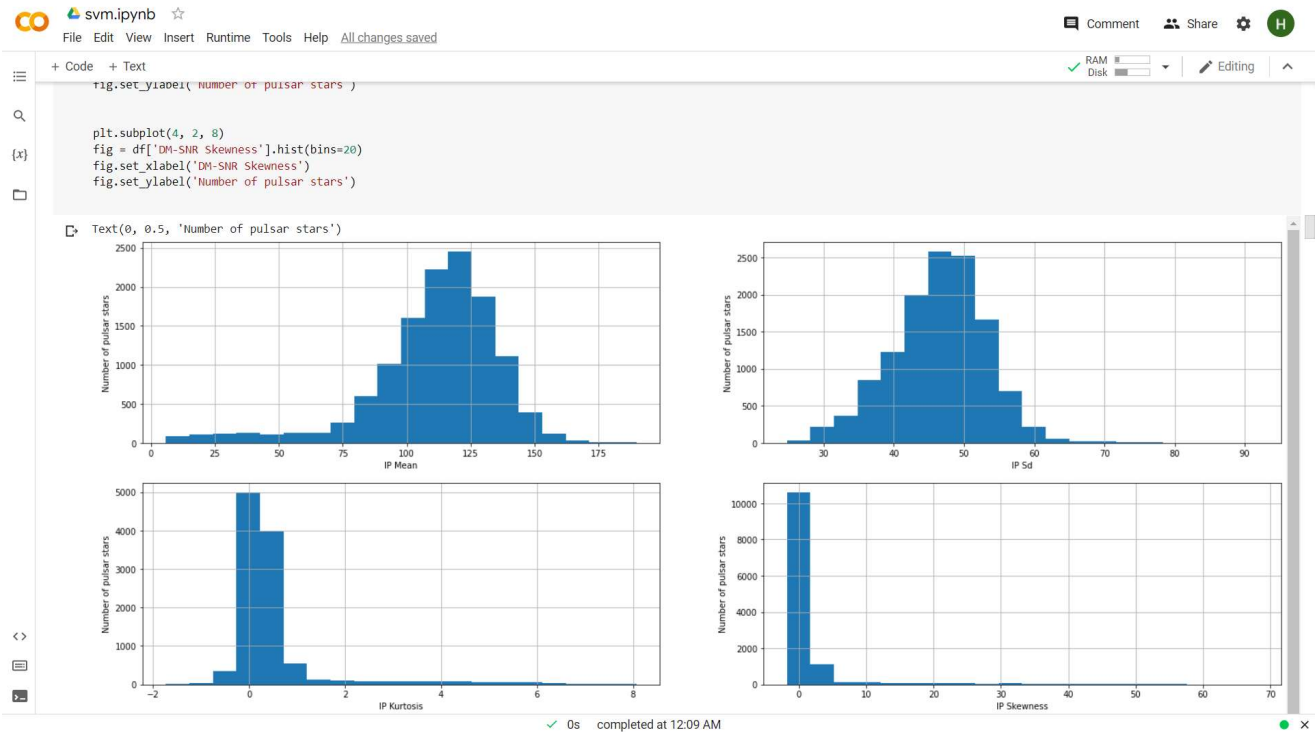 svm.ipynb
Comment Share H
File Edit View Insert Runtime Tools Help All changes saved
+ Code + Text
RAM
Disk
Editing
fig.set_ylabel('Number of pulsar stars')
plt.subplot(4, 2, 8)
fig = df['DM-SNR Skewness'].hist(bins=20)
fig.set_xlabel('DM-SNR Skewness')
fig.set_ylabel('Number of pulsar stars')
{x}
Text(0, 0.5, 'Number of pulsar stars')
Number of pulsar stars
2500
2000
1500
1000
500
0
0 25 50 75 100 125 150 175
IP Mean
Number of pulsar stars
2500
2000
1500
1000
500
0
30 40 50 60 70 80 90
IP Sd
Number of pulsar stars
5000
4000
3000
2000
1000
0
−2 0 2 4 6 8
IP Kurtosis
Number of pulsar stars
10000
8000
6000
4000
2000
0
0 10 20 30 40 50 60 70
IP Skewness
0s completed at 12:09 AM